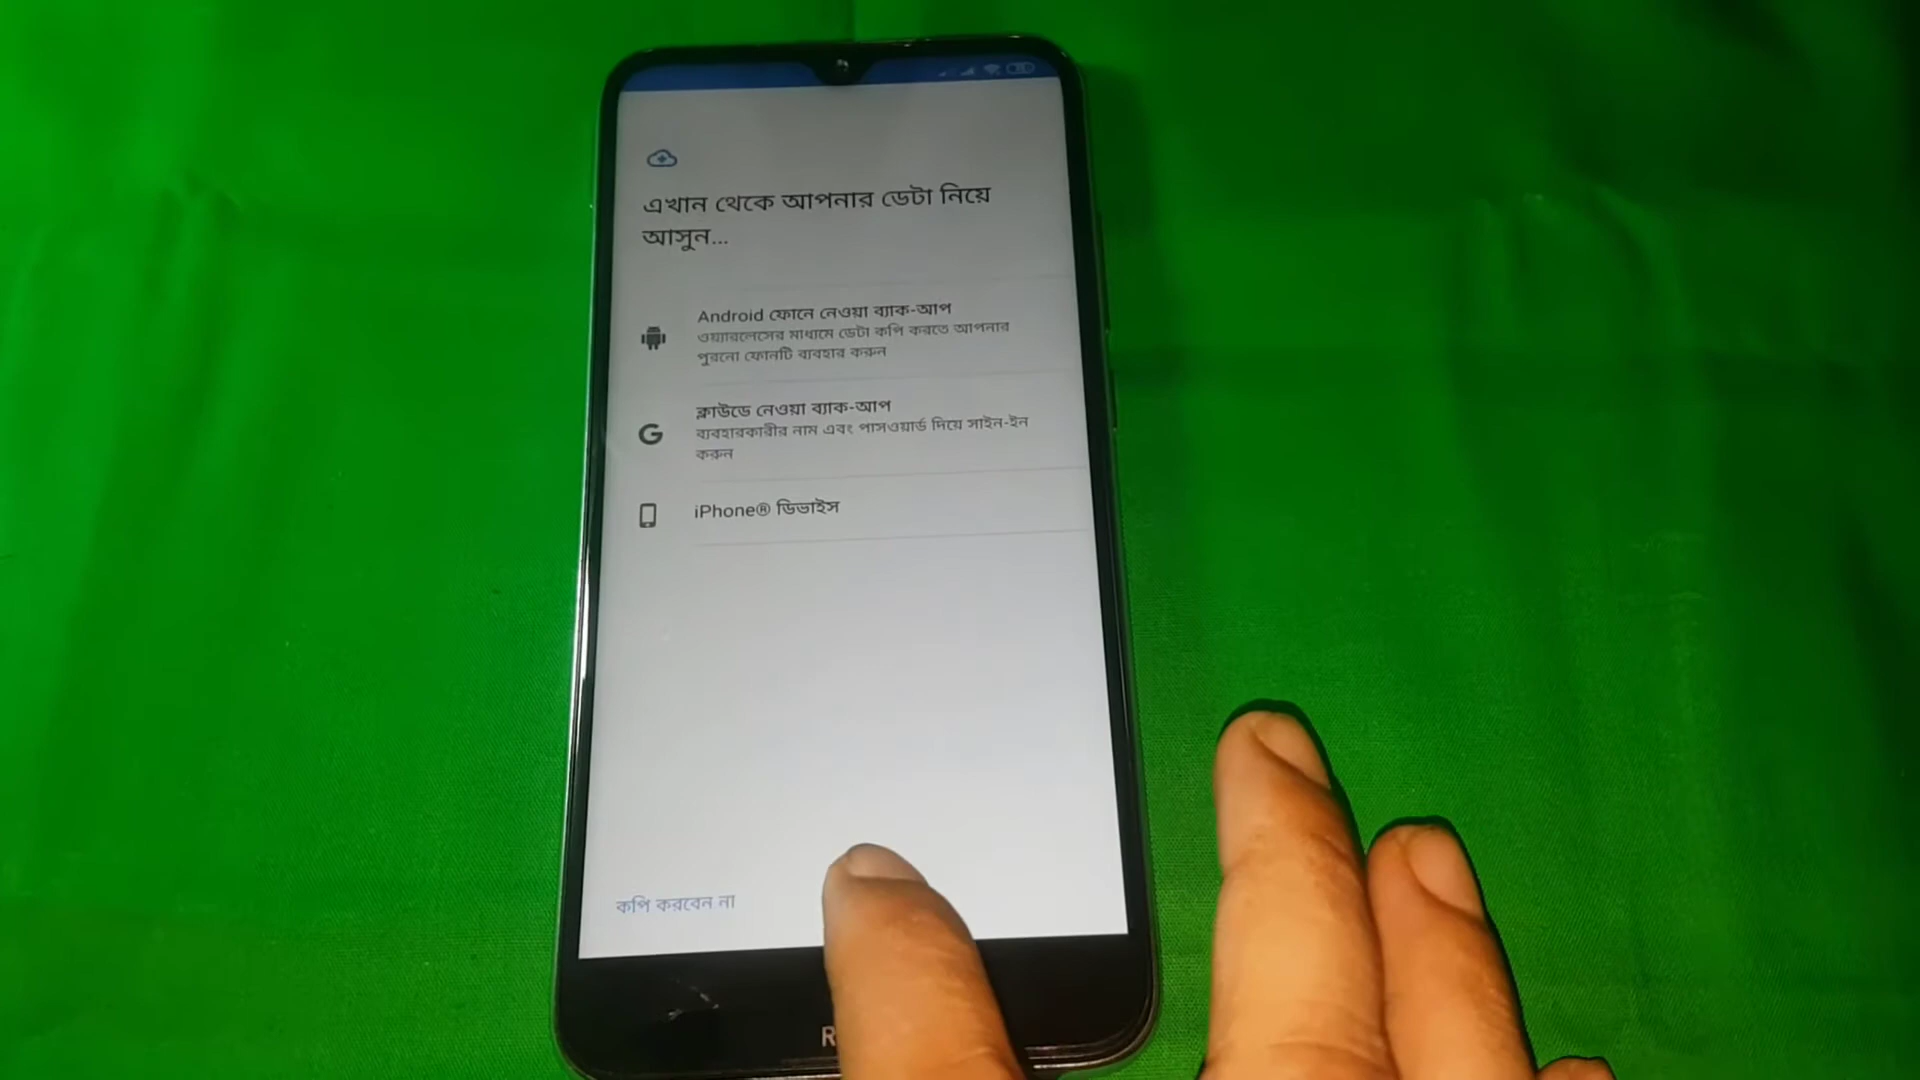 এখান থেকে আপনার ডেটা নিয়ে
আসুন...
Android ফোনে নেওয়া ব্যাক-আপ
ওয়্যারলেসের মাধ্যমে ডেটা কপি করতে আপনার
পুরনো ফোনটি ব্যবহার করুন
ক্লাউডে নেওয়া ব্যাক-আপ
ব্যবহারকারীর নাম এবং পাসওয়ার্ড দিয়ে সাইন-ইন
করুন
iPhone® ডিভাইস
কপি করবেন না